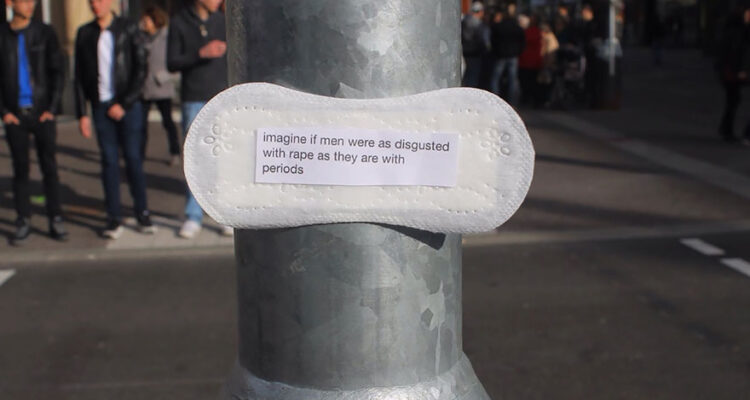 imagine if men were as disgusted
with rape as they are with
periods